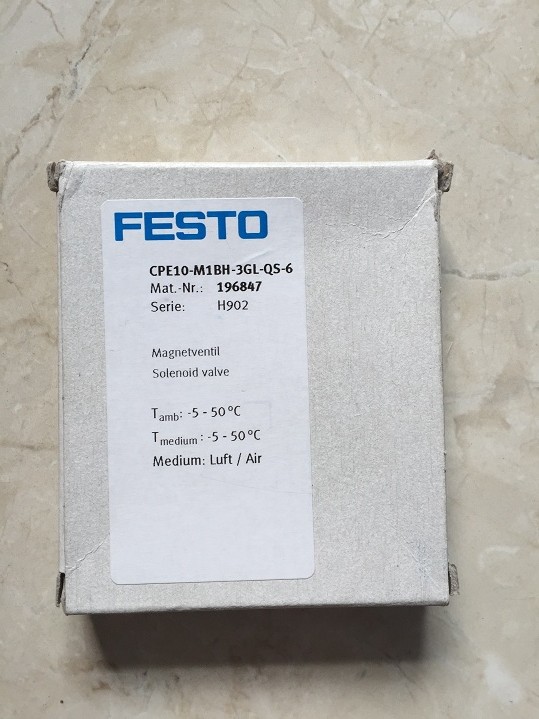 FESTO
CPE10-M1BH-3GL-QS-6
Mat.-Nr.: 196847
Serie: H902
Magnetventil
Solenoid valve
Tamb: -5 - 50 °C
Tmedium : -5 - 50 °C
Medium: Luft / Air